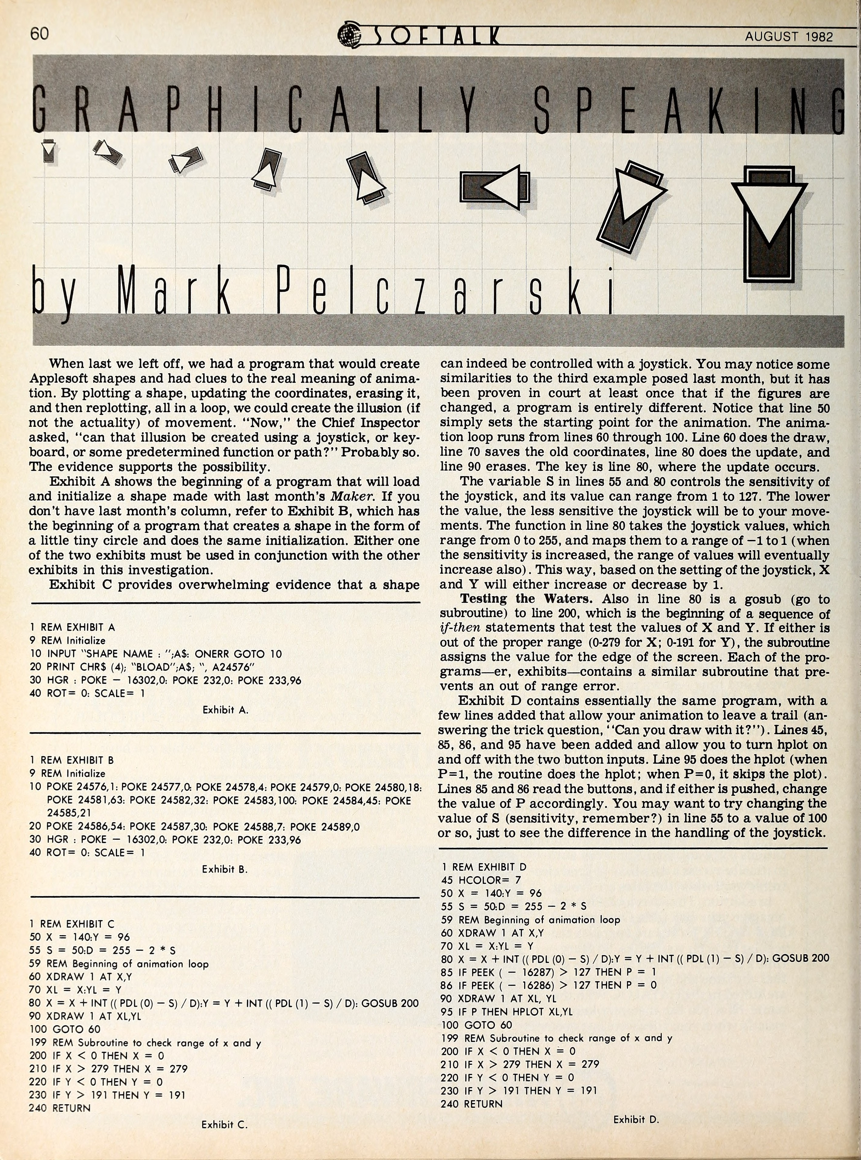 60
SOFTALK
AUGUST 1982
GRAPHICALLY SPEAKING
by Mark Pelczarski
When last we left off, we had a program that would create
Applesoft shapes and had clues to the real meaning of anima-
tion. By plotting a shape, updating the coordinates, erasing it,
and then replotting, all in a loop, we could create the illusion (if
not the actuality) of movement. “Now,” the Chief Inspector
asked, “can that illusion be created using a joystick, or key-
board, or some predetermined function or path?” Probably so.
The evidence supports the possibility.
Exhibit A shows the beginning of a program that will load
and initialize a shape made with last month's Maker. If you
don't have last month's column, refer to Exhibit B, which has
the beginning of a program that creates a shape in the form of
a little tiny circle and does the same initialization. Either one
of the two exhibits must be used in conjunction with the other
exhibits in this investigation.
Exhibit C provides overwhelming evidence that a shape
1 REM EXHIBIT A
9 REM Initialize
10 INPUT “SHAPE NAME : ”;A$: ONERR GOTO 10
20 PRINT CHR$ (4); “BLOAD”;A$; “, A24576”
30 HGR : POKE – 16302,0: POKE 232,0: POKE 233,96
40 ROT= 0: SCALE= 1
Exhibit A.
1 REM EXHIBIT B
9 REM Initialize
10 POKE 24576,1: POKE 24577,0: POKE 24578,4: POKE 24579,0: POKE 24580,18:
POKE 24581,63: POKE 24582,32: POKE 24583,100: POKE 24584,45: POKE
24585,21
20 POKE 24586,54: POKE 24587,30: POKE 24588,7: POKE 24589,0
30 HGR : POKE – 16302,0: POKE 232,0: POKE 233,96
40 ROT= 0: SCALE= 1
Exhibit B.
1 REM EXHIBIT C
50 X = 140:Y = 96
55 S = 50:D = 255 – 2 * S
59 REM Beginning of animation loop
60 XDRAW 1 AT X,Y
70 XL = X:YL = Y
80 X = X + INT (( PDL (0) – S) / D):Y = Y + INT (( PDL (1) – S) / D): GOSUB 200
90 XDRAW 1 AT XL,YL
100 GOTO 60
199 REM Subroutine to check range of x and y
200 IF X < 0 THEN X = 0
210 IF X > 279 THEN X = 279
220 IF Y < 0 THEN Y = 0
230 IF Y > 191 THEN Y = 191
240 RETURN
Exhibit C.
can indeed be controlled with a joystick. You may notice some
similarities to the third example posed last month, but it has
been proven in court at least once that if the figures are
changed, a program is entirely different. Notice that line 50
simply sets the starting point for the animation. The anima-
tion loop runs from lines 60 through 100. Line 60 does the draw,
line 70 saves the old coordinates, line 80 does the update, and
line 90 erases. The key is line 80, where the update occurs.
The variable S in lines 55 and 80 controls the sensitivity of
the joystick, and its value can range from 1 to 127. The lower
the value, the less sensitive the joystick will be to your move-
ments. The function in line 80 takes the joystick values, which
range from 0 to 255, and maps them to a range of –1 to 1 (when
the sensitivity is increased, the range of values will eventually
increase also). This way, based on the setting of the joystick, X
and Y will either increase or decrease by 1.
Testing the Waters. Also in line 80 is a gosub (go to
subroutine) to line 200, which is the beginning of a sequence of
if-then statements that test the values of X and Y. If either is
out of the proper range (0-279 for X; 0-191 for Y), the subroutine
assigns the value for the edge of the screen. Each of the pro-
grams—er, exhibits—contains a similar subroutine that pre-
vents an out of range error.
Exhibit D contains essentially the same program, with a
few lines added that allow your animation to leave a trail (an-
swering the trick question, “Can you draw with it?”). Lines 45,
85, 86, and 95 have been added and allow you to turn hplot on
and off with the two button inputs. Line 95 does the hplot (when
P=1, the routine does the hplot; when P=0, it skips the plot).
Lines 85 and 86 read the buttons, and if either is pushed, change
the value of P accordingly. You may want to try changing the
value of S (sensitivity, remember?) in line 55 to a value of 100
or so, just to see the difference in the handling of the joystick.
1 REM EXHIBIT D
45 HCOLOR= 7
50 X = 140:Y = 96
55 S = 50:D = 255 – 2 * S
59 REM Beginning of animation loop
60 XDRAW 1 AT X,Y
70 XL = X:YL = Y
80 X = X + INT (( PDL (0) – S) / D):Y = Y + INT (( PDL (1) – S) / D): GOSUB 200
85 IF PEEK ( – 16287) > 127 THEN P = 1
86 IF PEEK ( – 16286) > 127 THEN P = 0
90 XDRAW 1 AT XL, YL
95 IF P THEN HPLOT XL,YL
100 GOTO 60
199 REM Subroutine to check range of x and y
200 IF X < 0 THEN X = 0
210 IF X > 279 THEN X = 279
220 IF Y < 0 THEN Y = 0
230 IF Y > 191 THEN Y = 191
240 RETURN
Exhibit D.